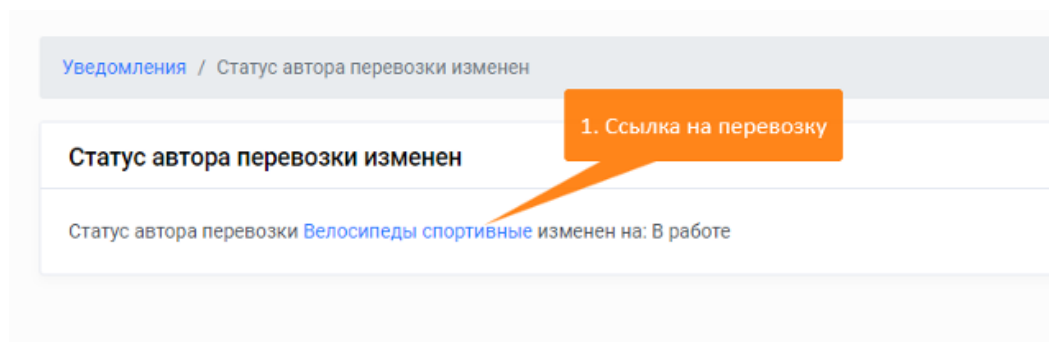 Уведомления / Статус автора перевозки изменен
1. Ссылка на перевозку
Статус автора перевозки изменен
Статус автора перевозки Велосипеды спортивные изменен на: В работе